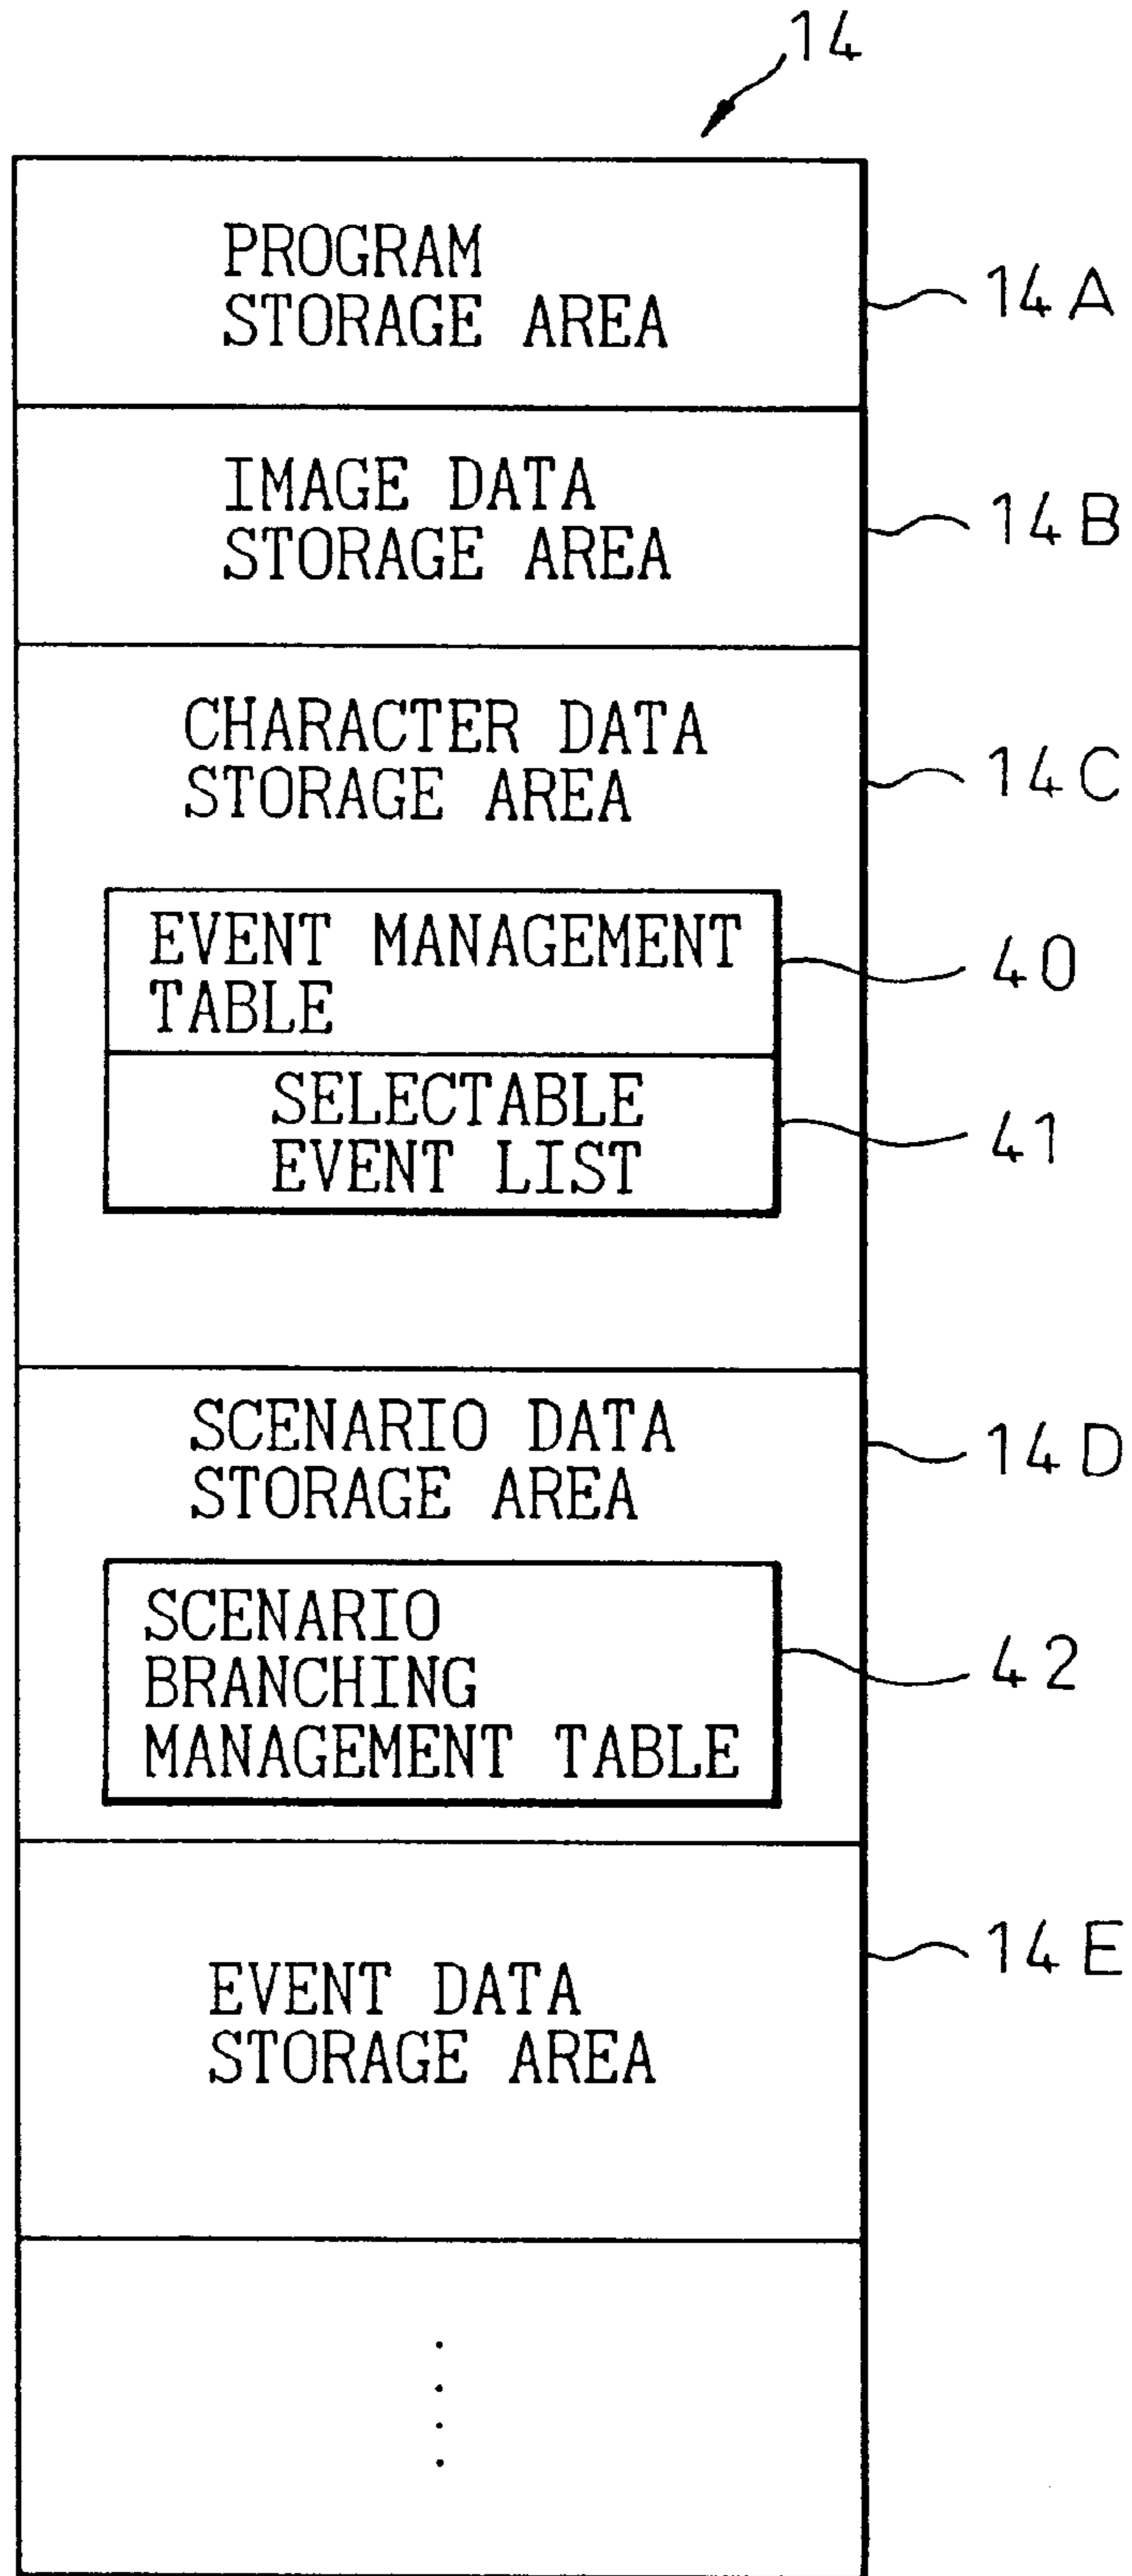 14
PROGRAM
STORAGE AREA
14A
IMAGE DATA
STORAGE AREA
14B
CHARACTER DATA
STORAGE AREA
14C
EVENT MANAGEMENT
TABLE
40
SELECTABLE
EVENT LIST
41
SCENARIO DATA
STORAGE AREA
14D
SCENARIO
BRANCHING
MANAGEMENT TABLE
42
EVENT DATA
STORAGE AREA
14E